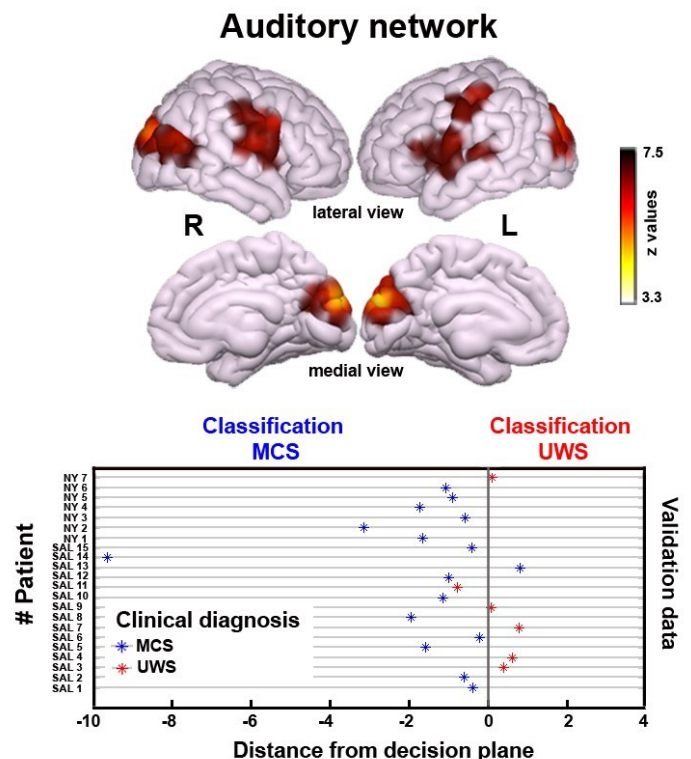 Auditory network
7.5
z values
3.3
lateral view
R
L
medial view
Classification
MCS
Classification
UWS
# Patient
NY 7
NY 6
NY 5
NY 4
NY 3
NY 2
NY 1
SAL 15
SAL 14
SAL 13
SAL 12
SAL 11
SAL 10
SAL 9
SAL 8
SAL 7
SAL 6
SAL 5
SAL 4
SAL 3
SAL 2
SAL 1
Clinical diagnosis
MCS
UWS
Validation data
-10
-8
-6
-4
-2
0
2
4
Distance from decision plane